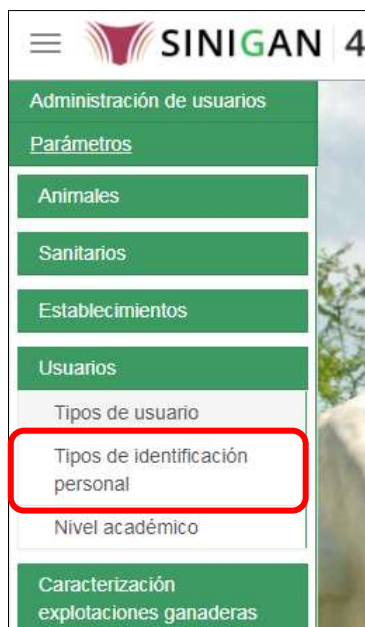 SINIGAN 4
Administración de usuarios
Parámetros
Animales
Sanitarios
Establecimientos
Usuarios
Tipos de usuario
Tipos de identificación
personal
Nivel académico
Caracterización
explotaciones ganaderas